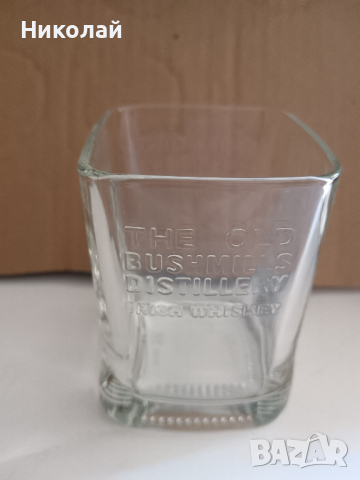 Николай
THE OLD
BUSHMILLS
DISTILLERY
IRISH WHISKEY
BAZAR